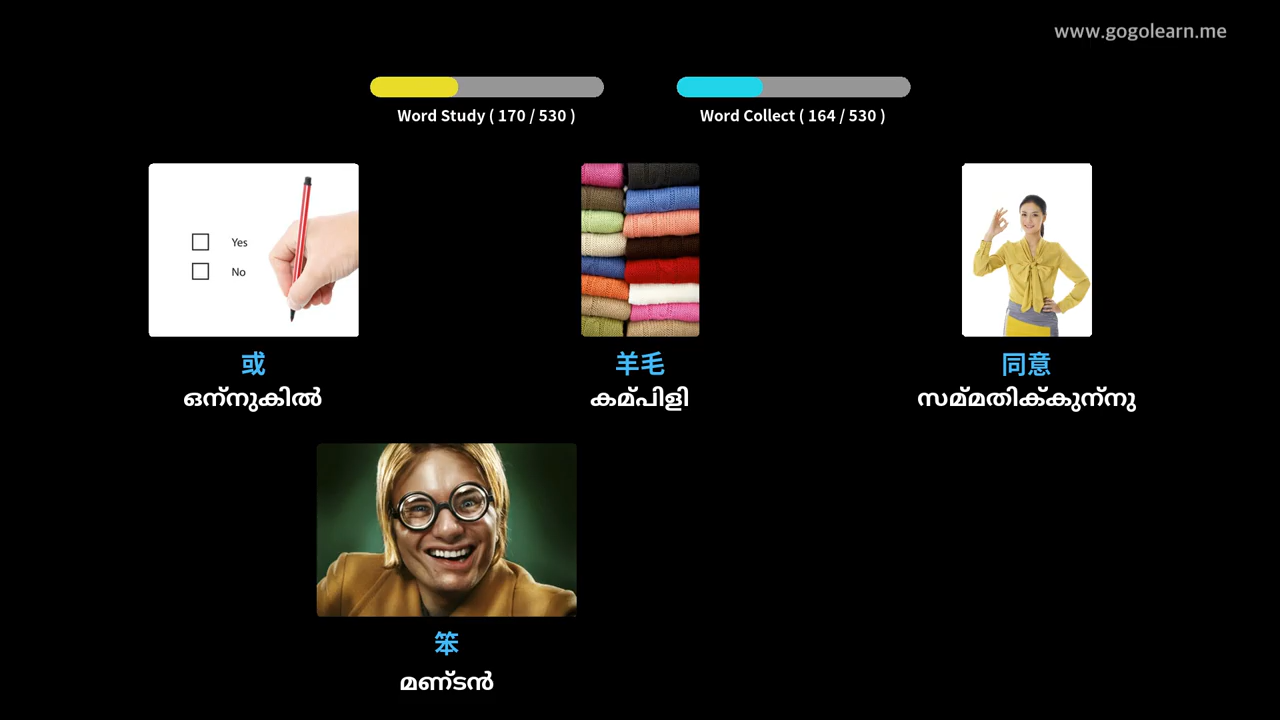 www.gogolearn.me
Word Study ( 170 / 530 )
Word Collect ( 164 / 530 )
Yes
No
或
ഒന്നുകിൽ
羊毛
കമ്പിളി
同意
സമ്മതിക്കുന്നു
笨
മണ്ടൻ